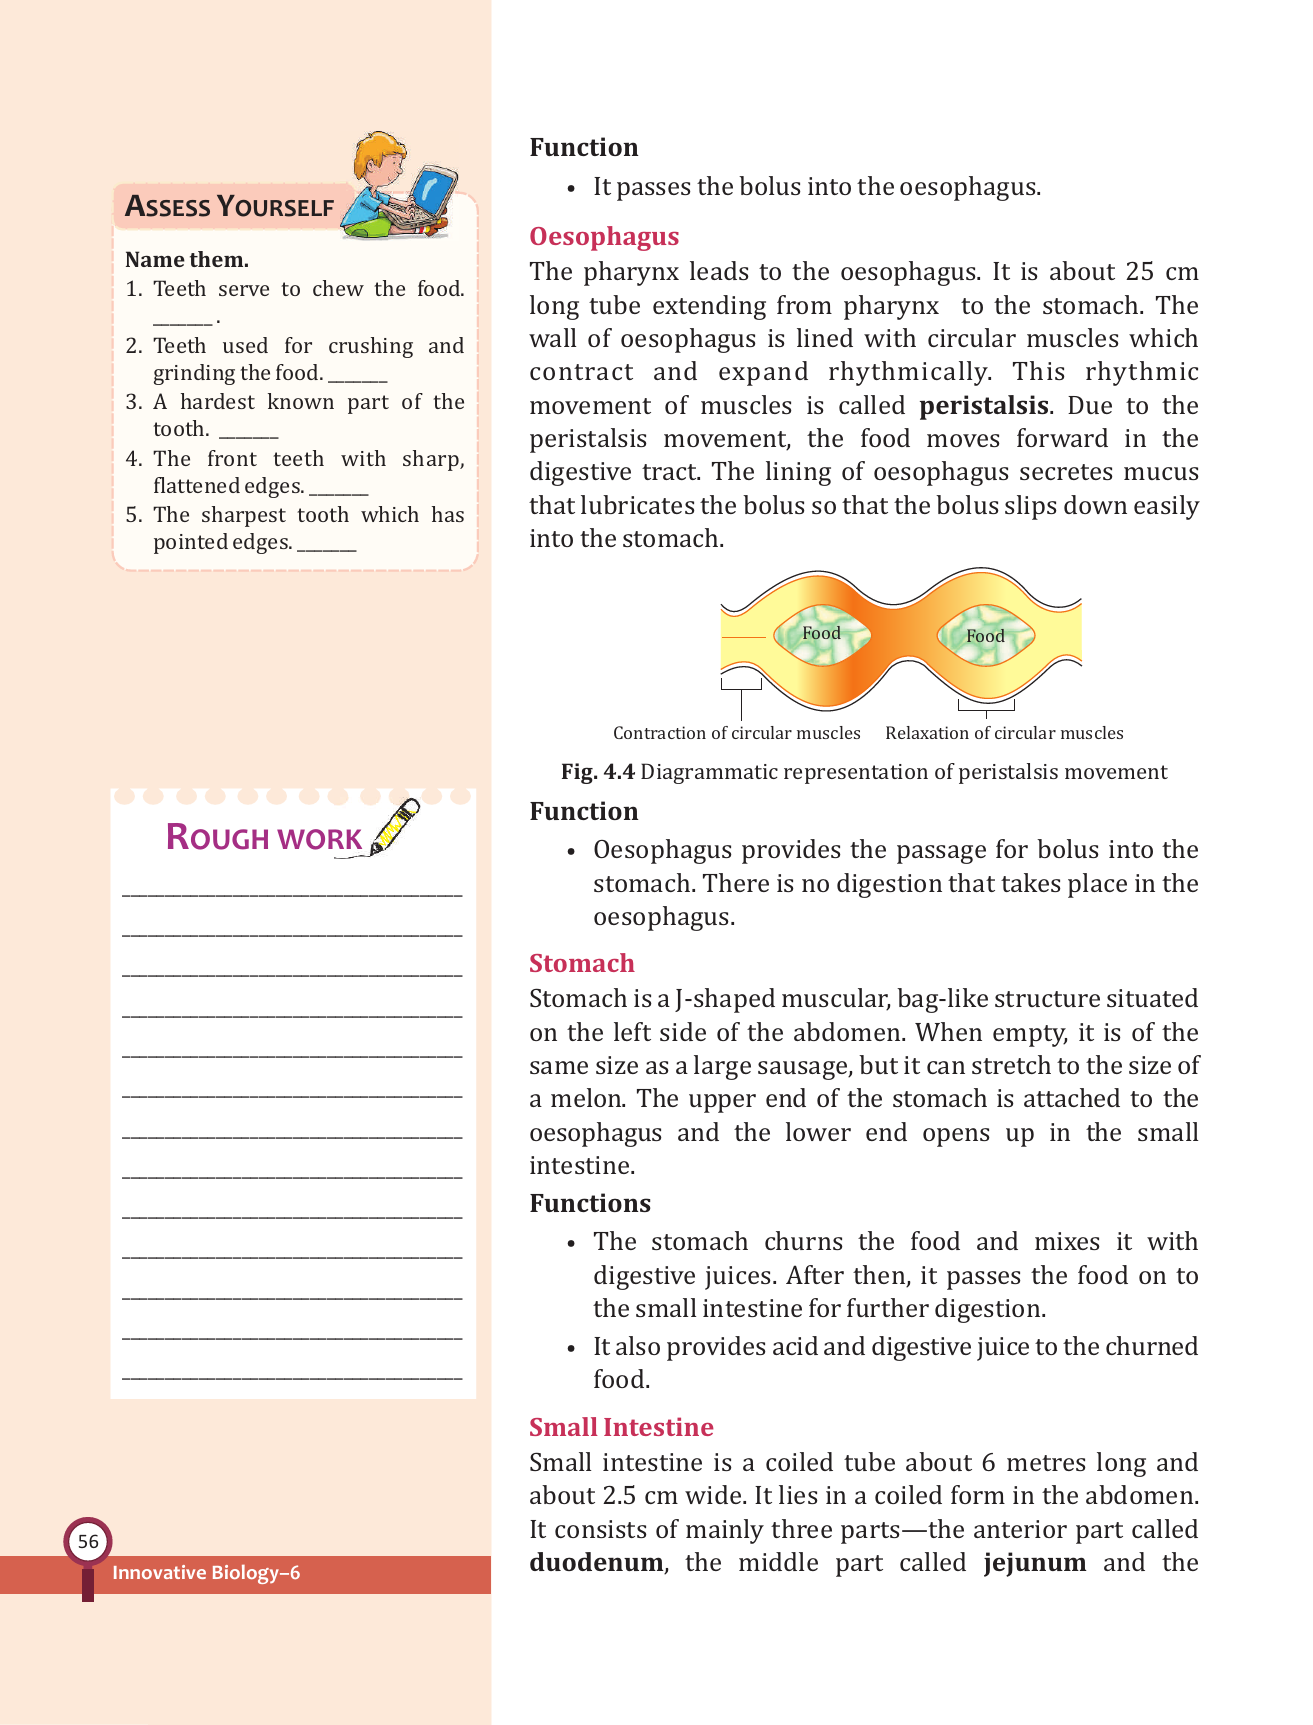 ASSESS YOURSELF
Name them.
1. Teeth serve to chew the food.
_______ .
2. Teeth used for crushing and
grinding the food. _______
3. A hardest known part of the
tooth. _______
4. The front teeth with sharp,
flattened edges. _______
5. The sharpest tooth which has
pointed edges. _______
ROUGH WORK
56
Innovative Biology–6
Function
• It passes the bolus into the oesophagus.
Oesophagus
The pharynx leads to the oesophagus. It is about 25 cm
long tube extending from pharynx to the stomach. The
wall of oesophagus is lined with circular muscles which
contract and expand rhythmically. This rhythmic
movement of muscles is called peristalsis. Due to the
peristalsis movement, the food moves forward in the
digestive tract. The lining of oesophagus secretes mucus
that lubricates the bolus so that the bolus slips down easily
into the stomach.
Food Food
Contraction of circular muscles Relaxation of circular muscles
Fig. 4.4 Diagrammatic representation of peristalsis movement
Function
• Oesophagus provides the passage for bolus into the
stomach. There is no digestion that takes place in the
oesophagus.
Stomach
Stomach is a J-shaped muscular, bag-like structure situated
on the left side of the abdomen. When empty, it is of the
same size as a large sausage, but it can stretch to the size of
a melon. The upper end of the stomach is attached to the
oesophagus and the lower end opens up in the small
intestine.
Functions
• The stomach churns the food and mixes it with
digestive juices. After then, it passes the food on to
the small intestine for further digestion.
• It also provides acid and digestive juice to the churned
food.
Small Intestine
Small intestine is a coiled tube about 6 metres long and
about 2.5 cm wide. It lies in a coiled form in the abdomen.
It consists of mainly three parts—the anterior part called
duodenum, the middle part called jejunum and the